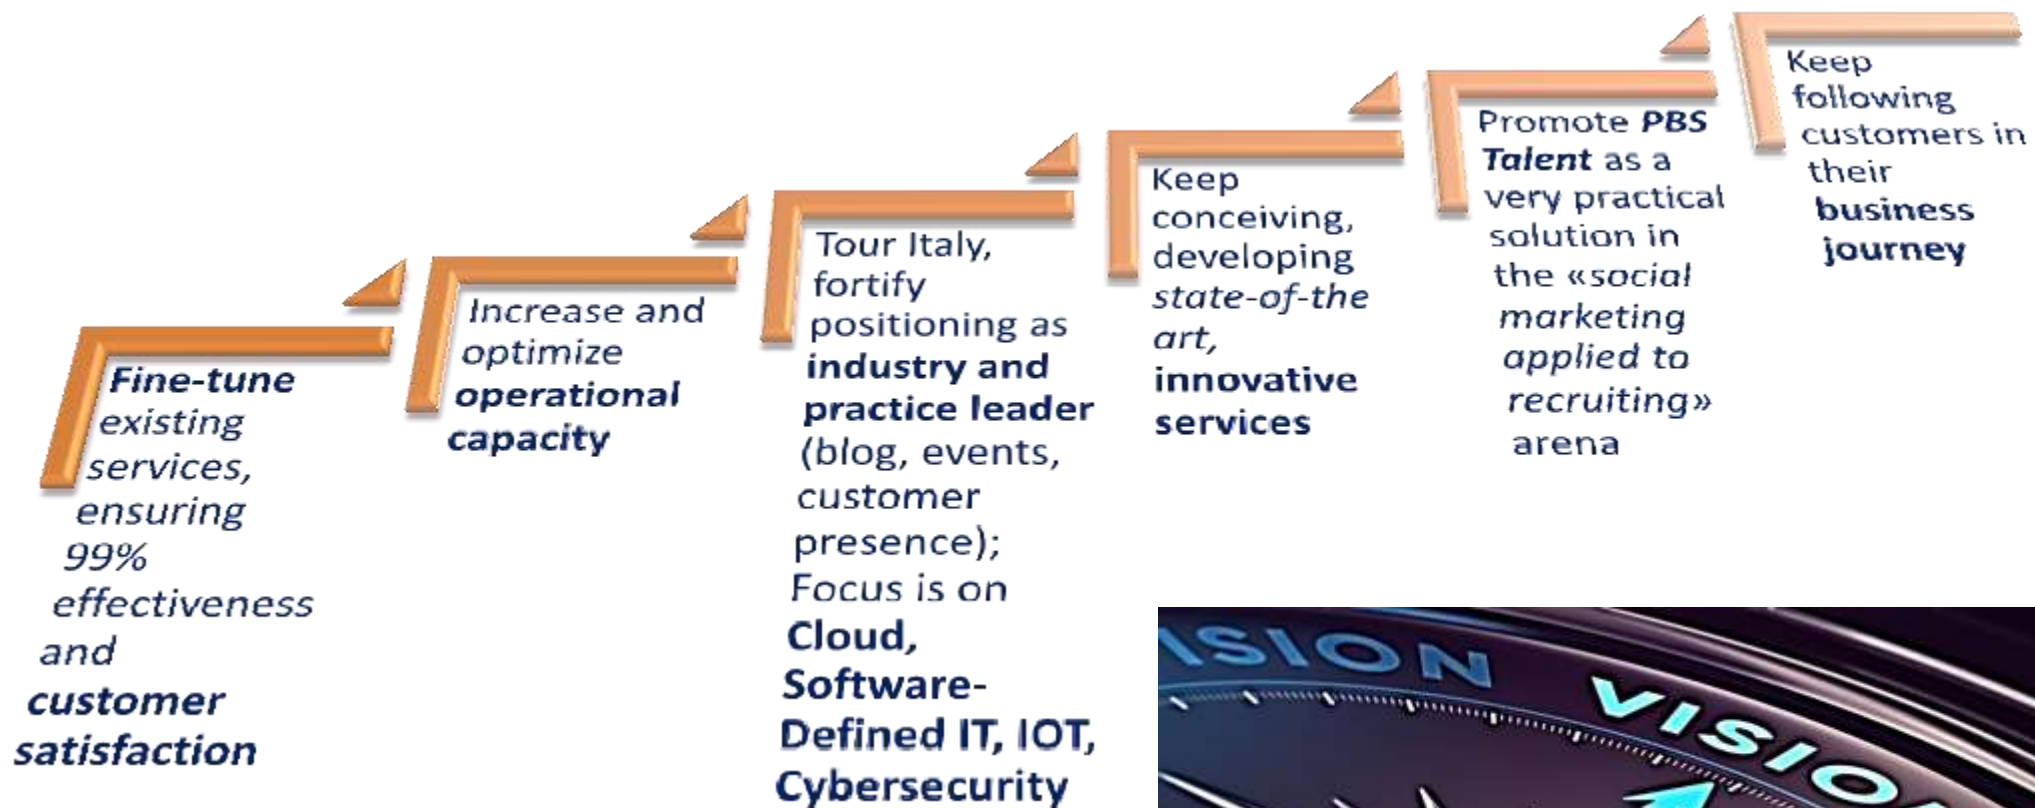 Fine-tune
existing
services,
ensuring
99%
effectiveness
and
customer
satisfaction
Increase and
optimize
operational
capacity
Tour Italy,
fortify
positioning as
industry and
practice leader
(blog, events,
customer
presence);
Focus is on
Cloud,
Software-
Defined IT, IOT,
Cybersecurity
Keep
conceiving,
developing
state-of-the
art,
innovative
services
Promote PBS
Talent as a
very practical
solution in
the «social
marketing
applied to
recruiting»
arena
Keep
following
customers in
their
business
journey
ISION
VISIO